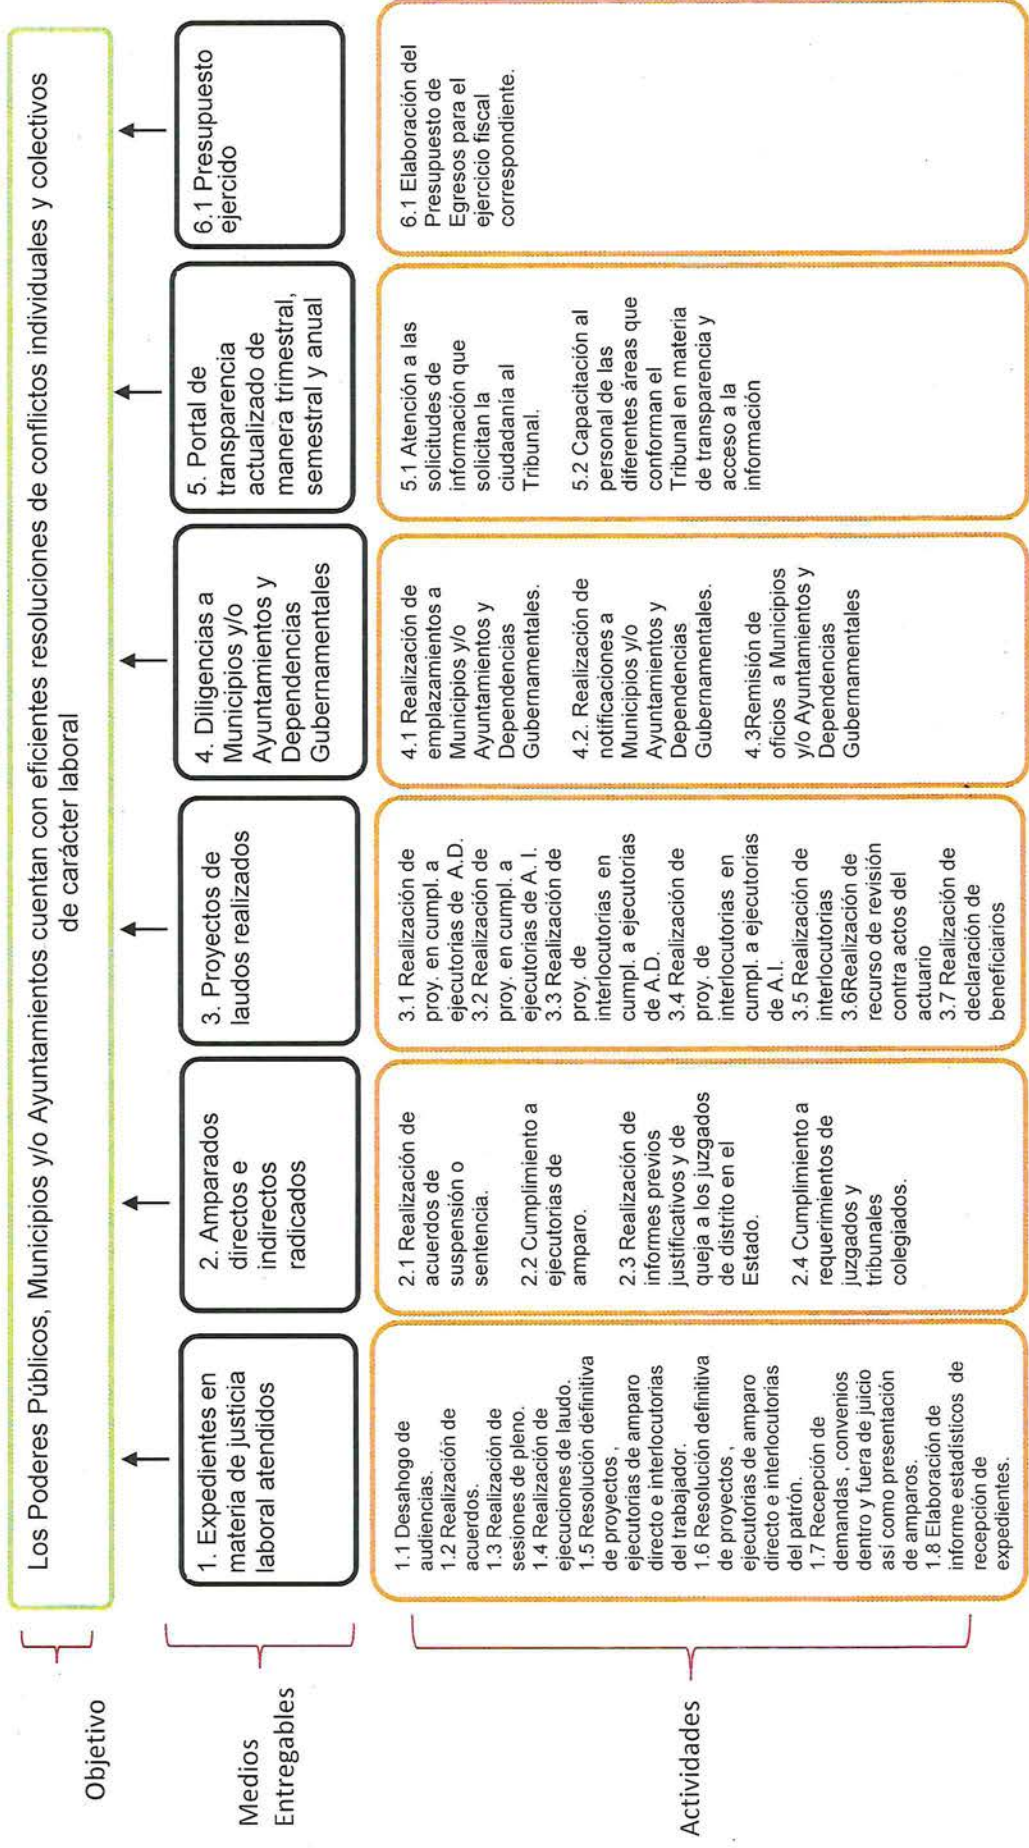 Objetivo
Los Poderes Públicos, Municipios y/o Ayuntamientos cuentan con eficientes resoluciones de conflictos individuales y colectivos
de carácter laboral
Medios
Entregables
1. Expedientes en
materia de justicia
laboral atendidos
2. Amparados
directos e
indirectos
radicados
3. Proyectos de
laudos realizados
4. Diligencias a
Municipios y/o
Ayuntamientos y
Dependencias
Gubernamentales
5. Portal de
transparencia
actualizado de
manera trimestral,
semestral y anual
6.1 Presupuesto
ejercido
Actividades
1.1 Desahogo de
audiencias.
1.2 Realización de
acuerdos.
1.3 Realización de
sesiones de pleno.
1.4 Realización de
ejecuciones de laudo.
1.5 Resolución definitiva
de proyectos ,
ejecutorias de amparo
directo e interlocutorias
del trabajador.
1.6 Resolución definitiva
de proyectos ,
ejecutorias de amparo
directo e interlocutorias
del patrón.
1.7 Recepción de
demandas , convenios
dentro y fuera de juicio
así como presentación
de amparos.
1.8 Elaboración de
informe estadísticos de
recepción de
expedientes.
2.1 Realización de
acuerdos de
suspensión o
sentencia.
2.2 Cumplimiento a
ejecutorias de
amparo.
2.3 Realización de
informes previos
justificativos y de
queja a los juzgados
de distrito en el
Estado.
2.4 Cumplimiento a
requerimientos de
juzgados y
tribunales
colegiados.
3.1 Realización de
proy. en cumpl. a
ejecutorías de A.D.
3.2 Realización de
proy. en cumpl. a
ejecutorias de A. I.
3.3 Realización de
proy. de
interlocutorias en
cumpl. a ejecutorias
de A.D.
3.4 Realización de
proy. de
interlocutorias en
cumpl. a ejecutorias
de A.I.
3.5 Realización de
interlocutorias
3.6Realización de
recurso de revisión
contra actos del
actuario
3.7 Realización de
declaración de
beneficiarios
4.1 Realización de
emplazamientos a
Municipios y/o
Ayuntamientos y
Dependencias
Gubernamentales.
4.2. Realización de
notificaciones a
Municipios y/o
Ayuntamientos y
Dependencias
Gubernamentales.
4.3Remisión de
oficios a Municipios
y/o Ayuntamientos y
Dependencias
Gubernamentales
5.1 Atención a las
solicitudes de
información que
solicitan la
ciudadanía al
Tribunal.
5.2 Capacitación al
personal de las
diferentes áreas que
conforman el
Tribunal en materia
de transparencia y
acceso a la
información
6.1 Elaboración del
Presupuesto de
Egresos para el
ejercicio fiscal
correspondiente.